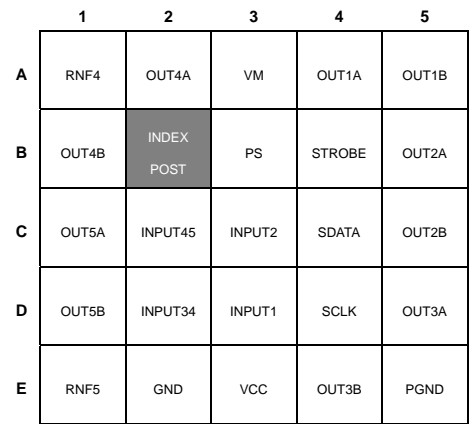 1 2 3 4 5
A RNF4 OUT4A VM OUT1A OUT1B
B OUT4B INDEX POST PS STROBE OUT2A
C OUT5A INPUT45 INPUT2 SDATA OUT2B
D OUT5B INPUT34 INPUT1 SCLK OUT3A
E RNF5 GND VCC OUT3B PGND